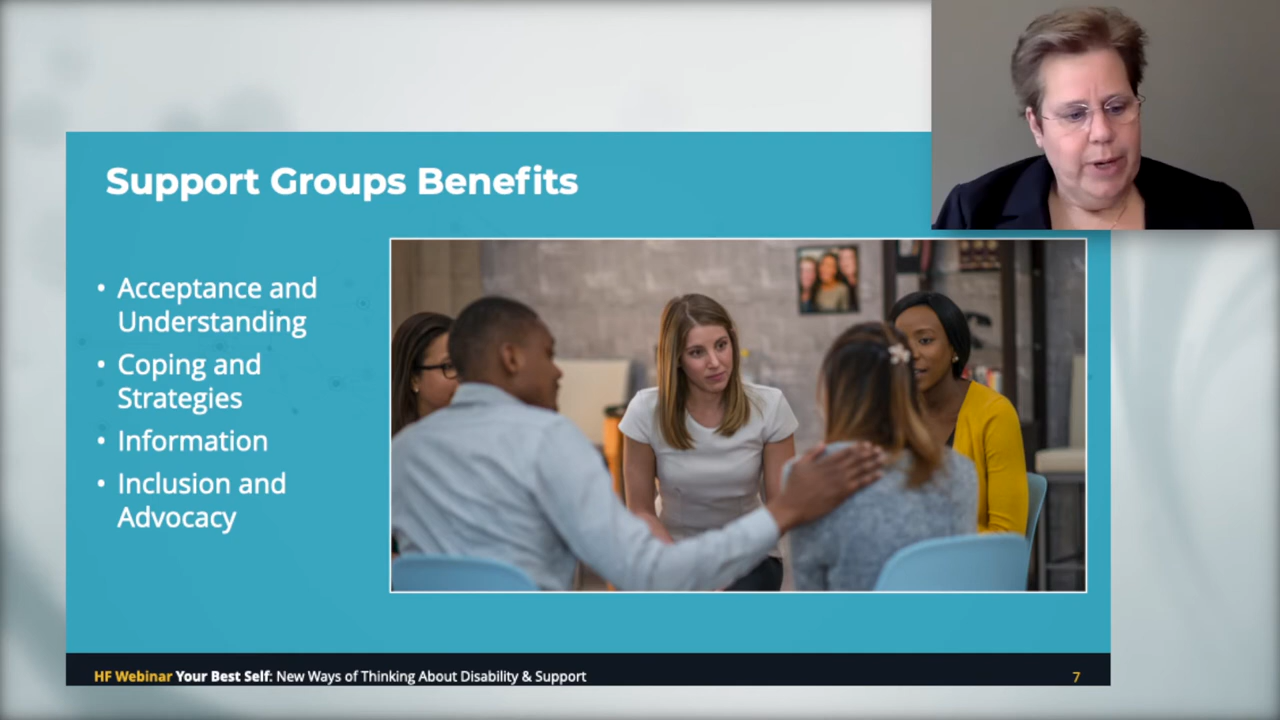 Support Groups Benefits
• Acceptance and
Understanding
• Coping and
Strategies
• Information
• Inclusion and
Advocacy
HF Webinar Your Best Self: New Ways of Thinking About Disability & Support
7